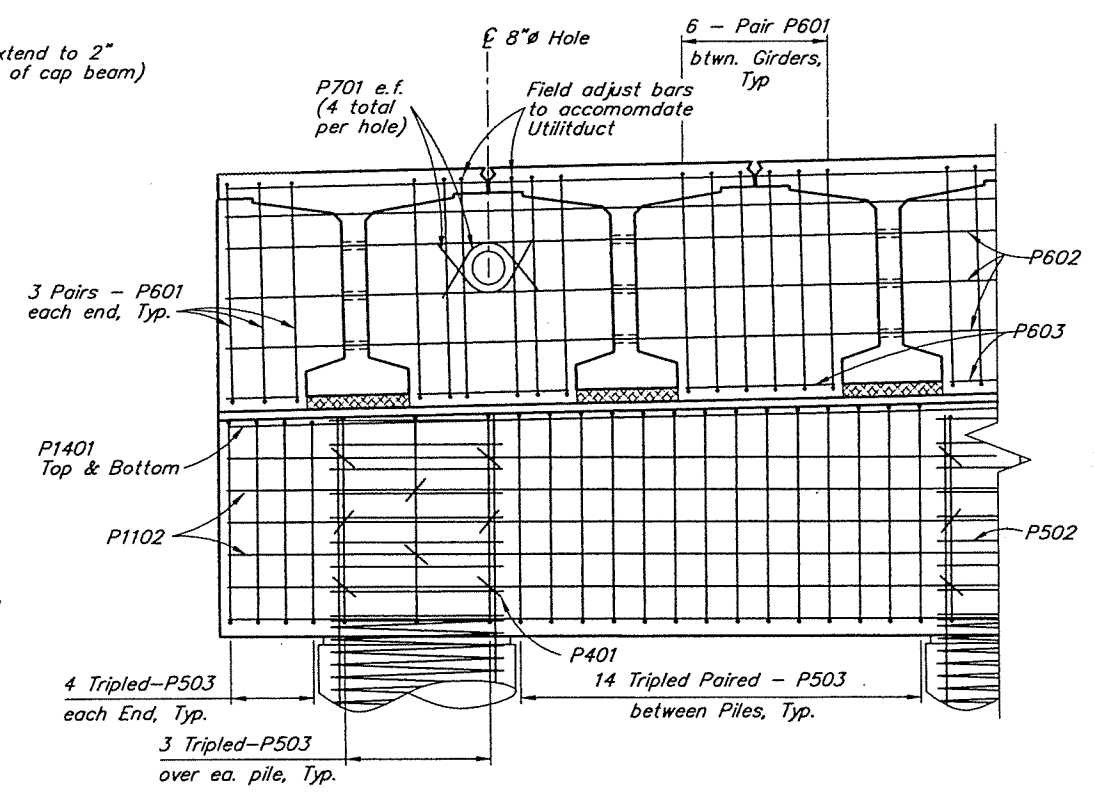 xtend to 2"
of cap beam)
℄ 8"ø Hole
6 - Pair P601
btwn. Girders,
Typ
P701 e.f.
(4 total
per hole)
Field adjust bars
to accomomdate
Utilitduct
P602
3 Pairs - P601
each end, Typ.
P603
P1401
Top & Bottom
P1102
P502
P401
4 Tripled-P503
each End, Typ.
14 Tripled Paired - P503
between Piles, Typ.
3 Tripled-P503
over ea. pile, Typ.